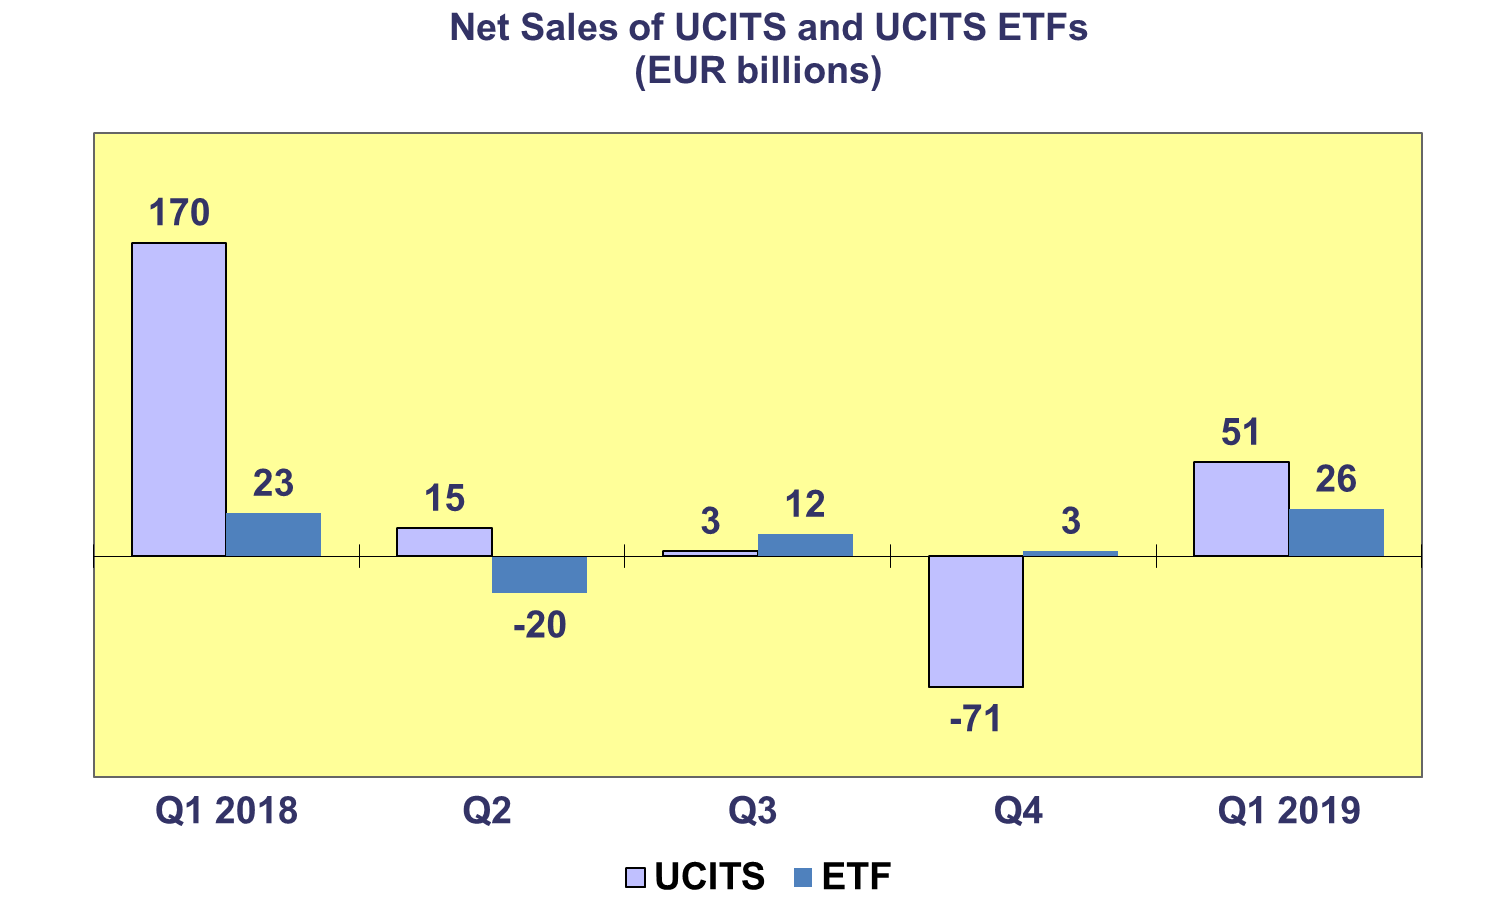 Net Sales of UCITS and UCITS ETFs
(EUR billions)
170
23
15
-20
3
12
-71
3
51
26
Q1 2018 Q2 Q3 Q4 Q1 2019
UCITS ETF